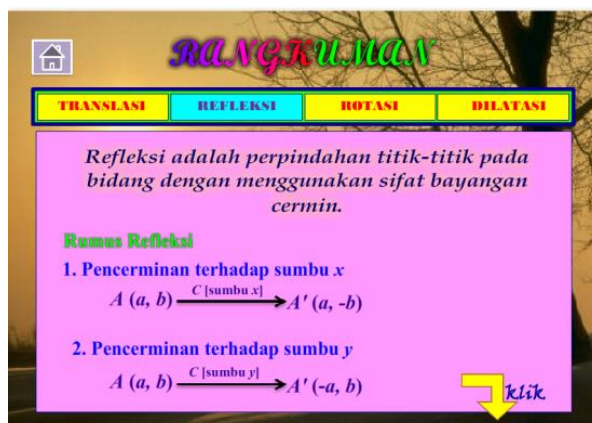 RANGKUMAN
TRANSLASI REFLEKSI ROTASI DILATASI
Refleksi adalah perpindahan titik-titik pada
bidang dengan menggunakan sifat bayangan
cermin.
Rumus Refleksi
1. Pencerminan terhadap sumbu x
A (a, b) C [sumbu x] A' (a, -b)
2. Pencerminan terhadap sumbu y
A (a, b) C [sumbu y] A' (-a, b)
klik